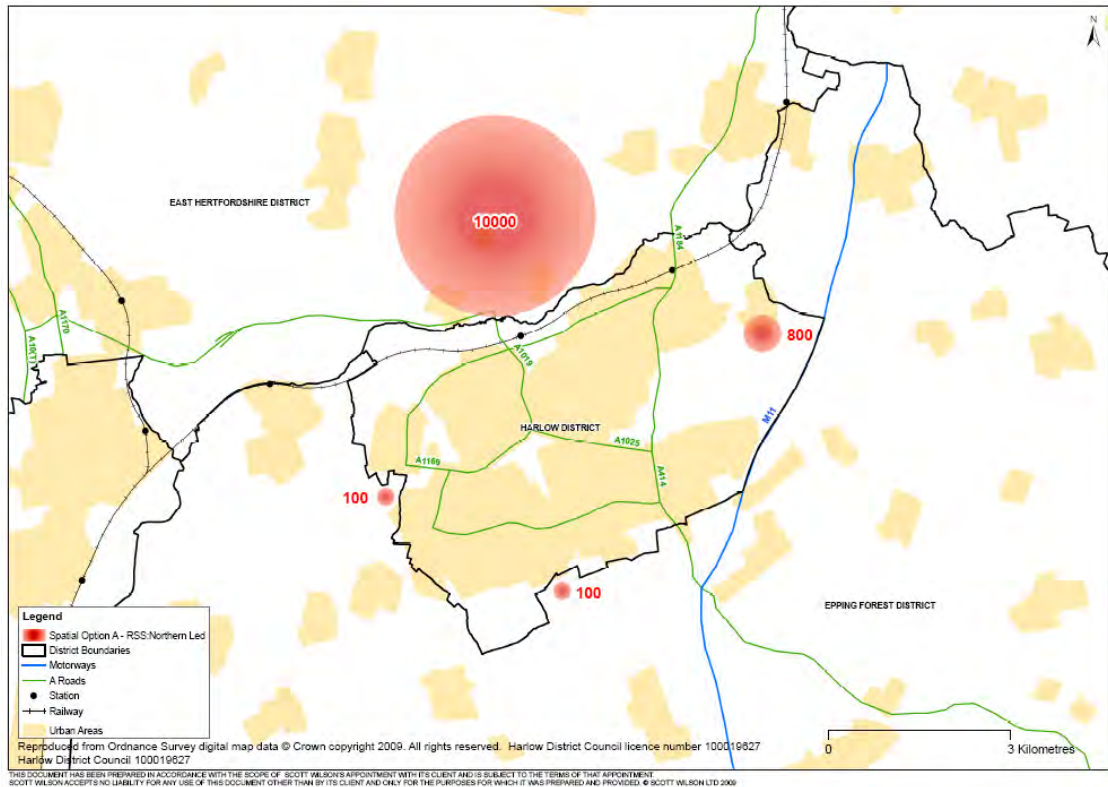 N
EAST HERTFORDSHIRE DISTRICT
10000
A1184
A1170
A10(T)
800
A1019
M11
HARLOW DISTRICT
A1025
A1169
A414
100
100
EPPING FOREST DISTRICT
Legend
Spatial Option A - RSS:Northern Led
District Boundaries
Motorways
A Roads
Station
Railway
Urban Areas
0 3 Kilometres
Reproduced from Ordnance Survey digital map data © Crown copyright 2009. All rights reserved. Harlow District Council licence number 100019627
Harlow District Council 100019627
THIS DOCUMENT HAS BEEN PREPARED IN ACCORDANCE WITH THE SCOPE OF SCOTT WILSON'S APPOINTMENT WITH ITS CLIENT AND IS SUBJECT TO THE TERMS OF THAT APPOINTMENT.
SCOTT WILSON ACCEPTS NO LIABILITY FOR ANY USE OF THIS DOCUMENT OTHER THAN BY ITS CLIENT AND ONLY FOR THE PURPOSES FOR WHICH IT WAS PREPARED AND PROVIDED. © SCOTT WILSON LTD 2009